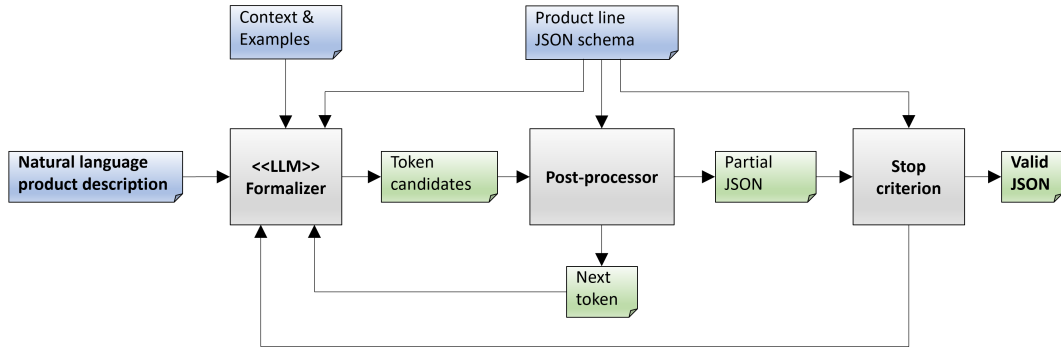 Context &
Examples
Product line
JSON schema
Natural language
product description
<<LLM>>
Formalizer
Token
candidates
Post-processor
Partial
JSON
Stop
criterion
Valid
JSON
Next
token